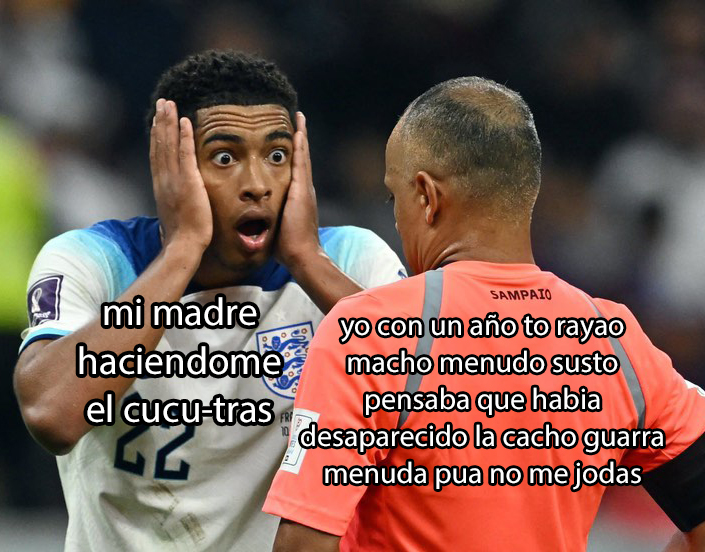 SAMPAIO
mi madre
haciendome
el cucu-tras
22
yo con un año to rayao
macho menudo susto
pensaba que habia
desaparecido la cacho guarra
menuda pua no me jodas